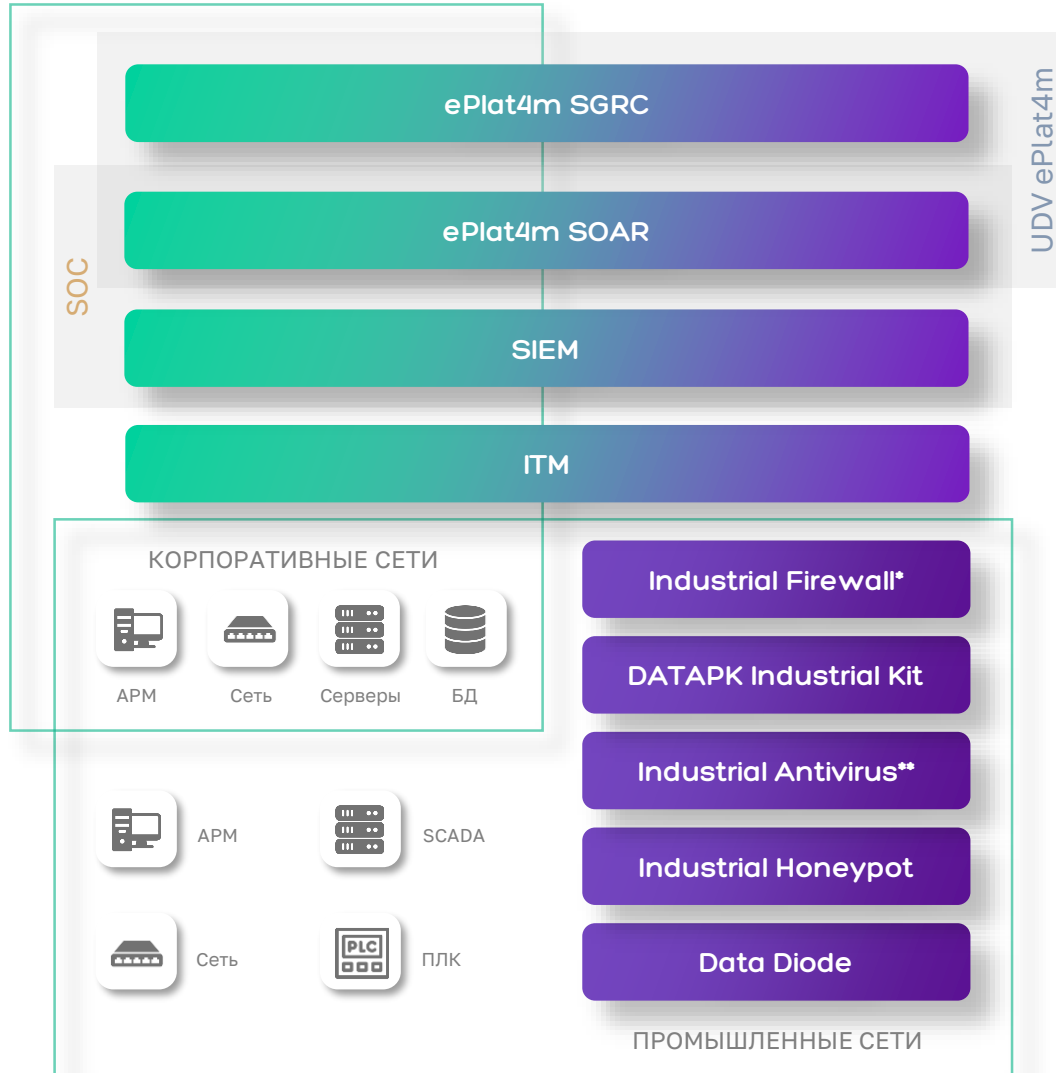 ePlat4m SGRC
UDV ePlat4m
ePlat4m SOAR
SOC
SIEM
ITM
КОРПОРАТИВНЫЕ СЕТИ
АРМ
Сеть
Серверы
БД
Industrial Firewall*
DATAPK Industrial Kit
Industrial Antivirus**
Industrial Honeypot
Data Diode
АРМ
SCADA
Сеть
PLC
ПЛК
ПРОМЫШЛЕННЫЕ СЕТИ